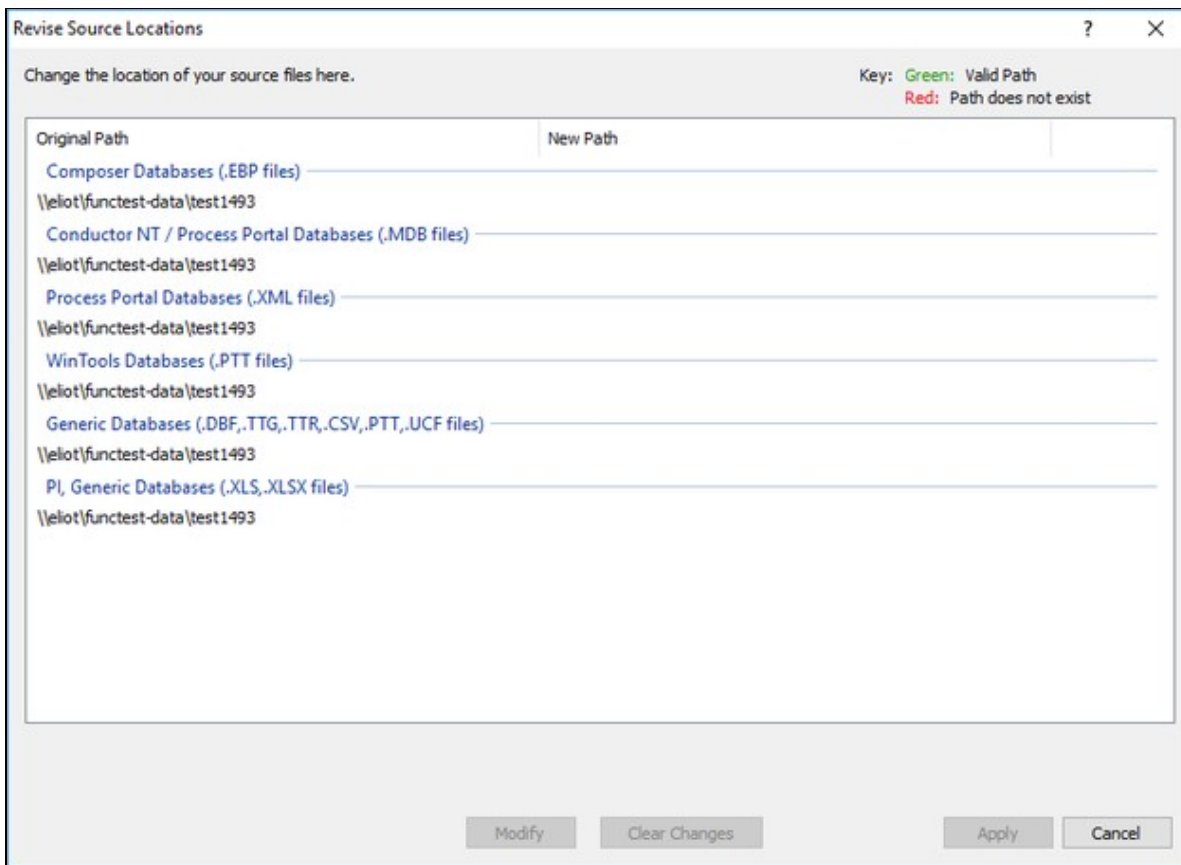 Revise Source Locations ? ×
Change the location of your source files here. Key: Green: Valid Path
Red: Path does not exist
Original Path New Path
Composer Databases (.EBP files)
\\eliot\functest-data\test1493
Conductor NT / Process Portal Databases (.MDB files)
\\eliot\functest-data\test1493
Process Portal Databases (.XML files)
\\eliot\functest-data\test1493
WinTools Databases (.PTT files)
\\eliot\functest-data\test1493
Generic Databases (.DBF,.TTG,.TTR,.CSV,.PTT,.UCF files)
\\eliot\functest-data\test1493
PI, Generic Databases (.XLS,.XLSX files)
\\eliot\functest-data\test1493
Modify Clear Changes Apply Cancel